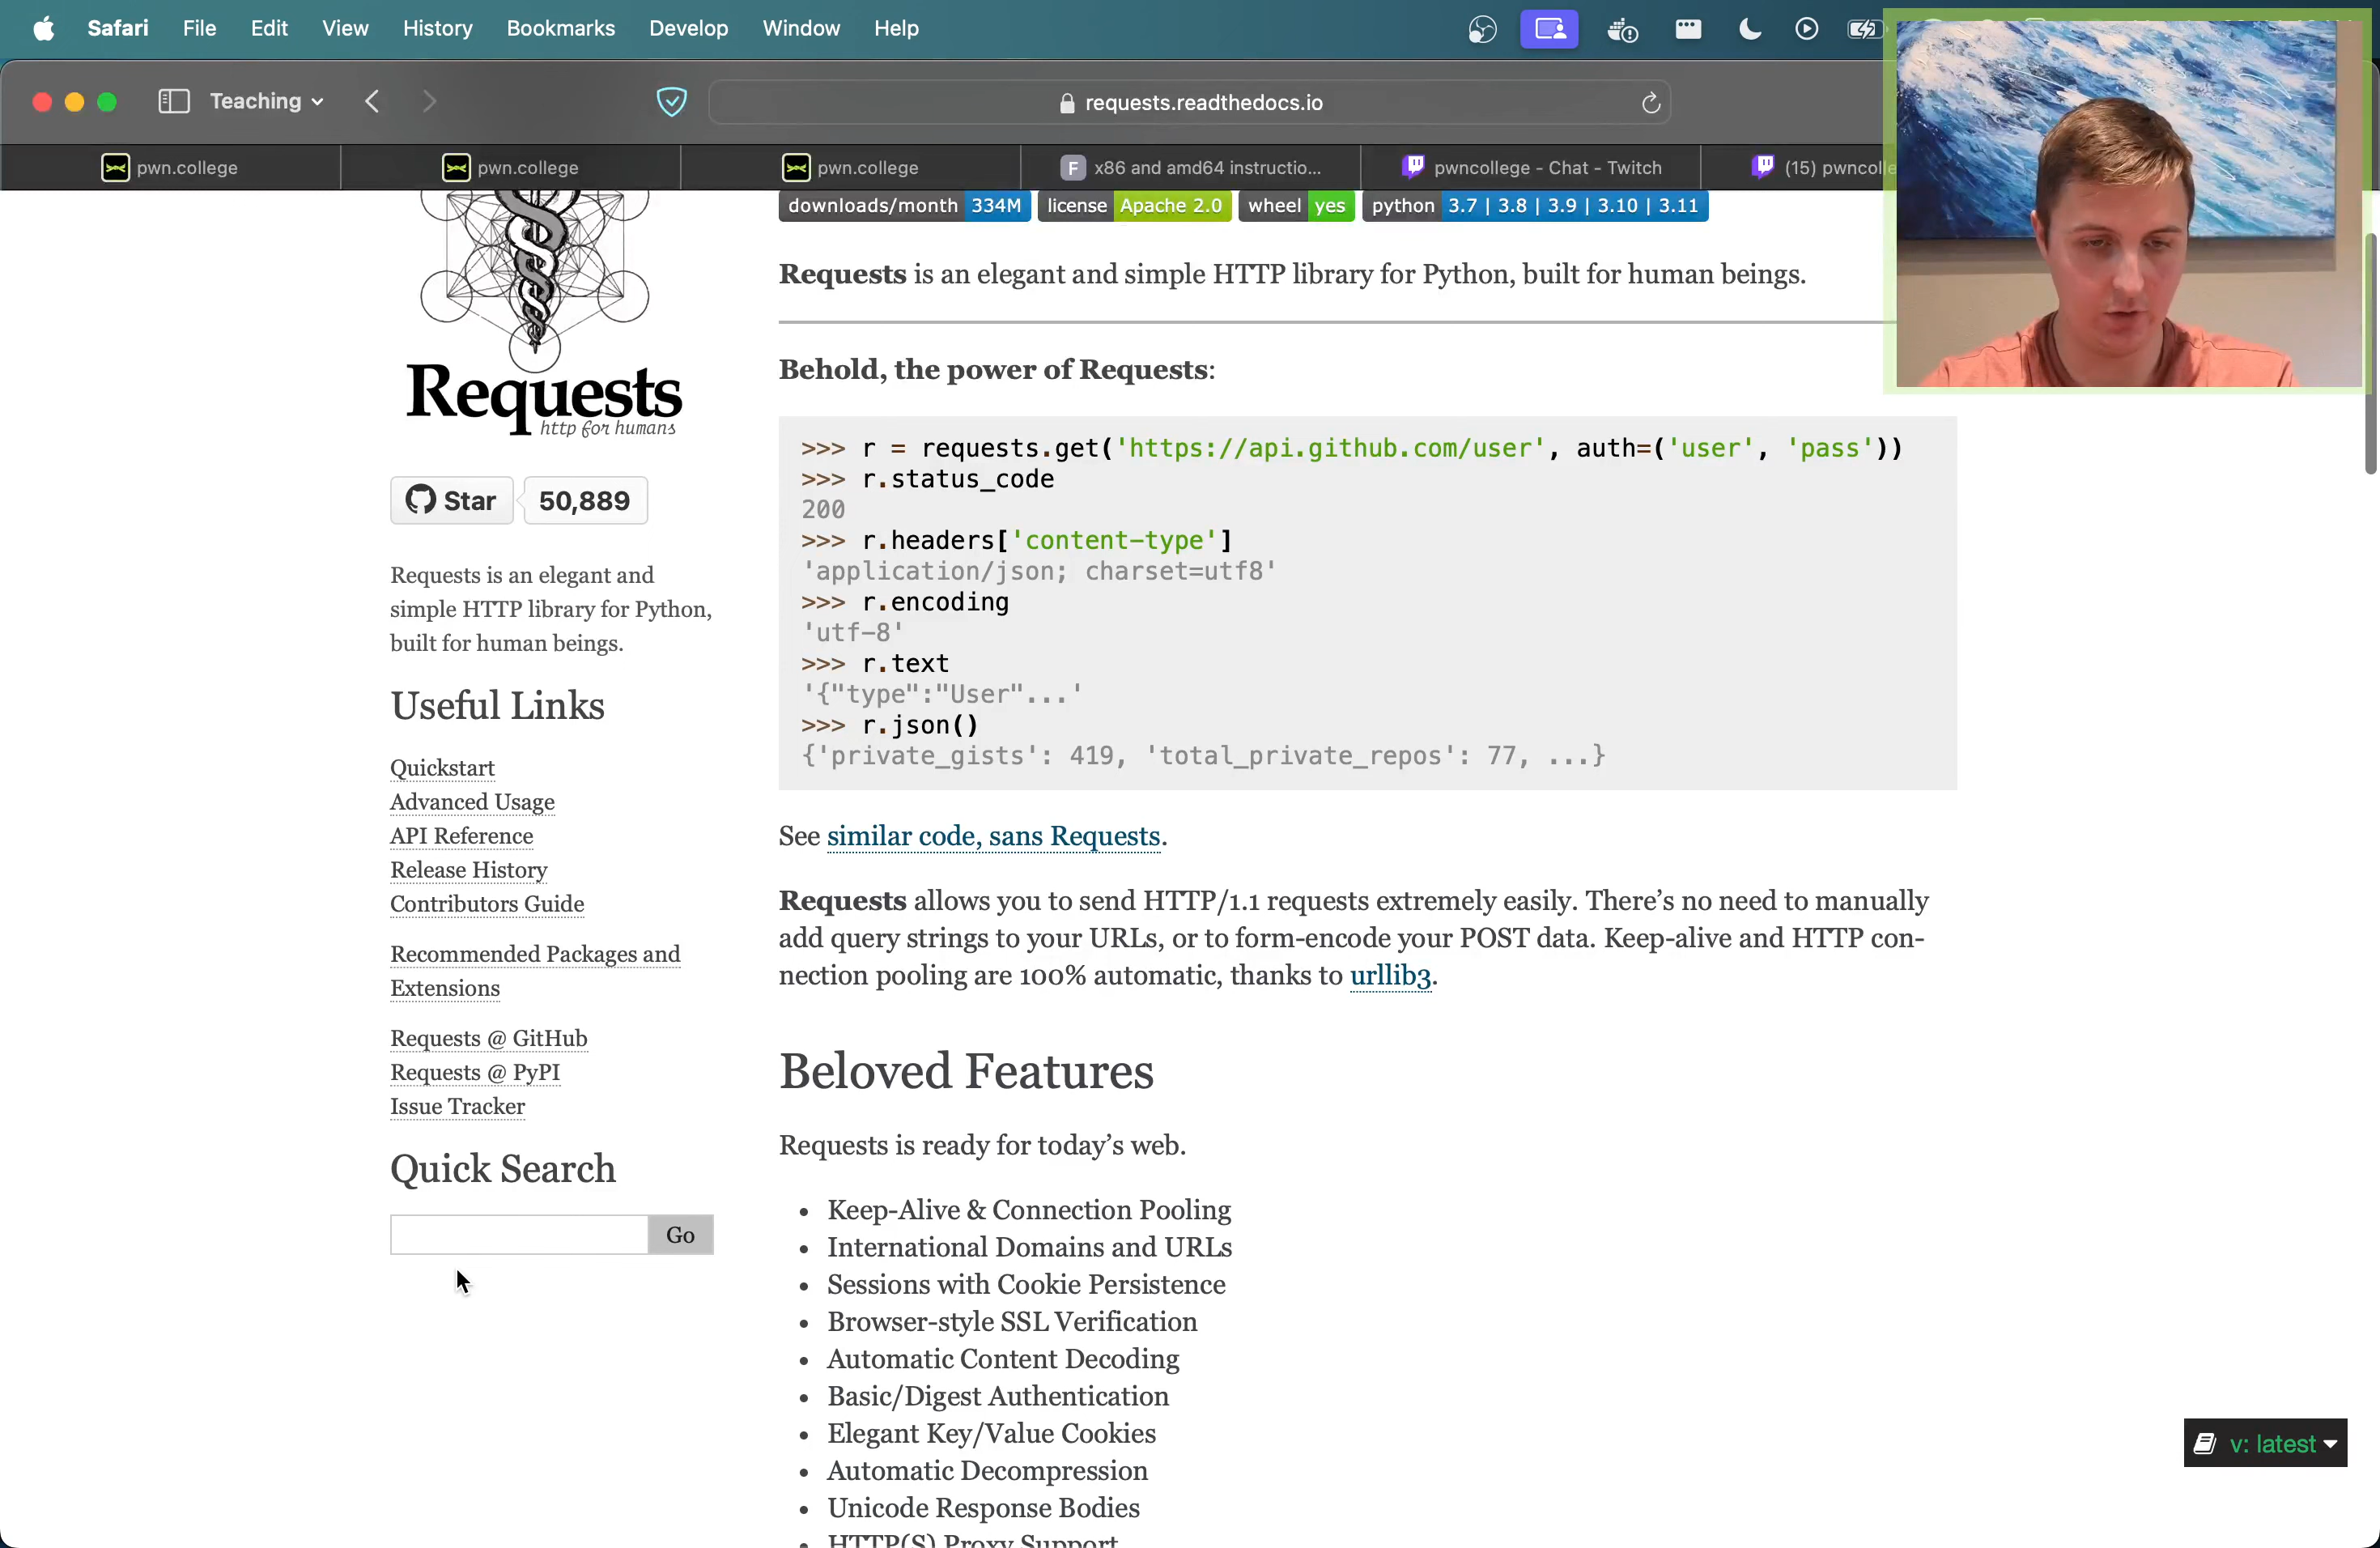 Safari File Edit View History Bookmarks Develop Window Help
Teaching
requests.readthedocs.io
pwn.college
pwn.college
pwn.college
F x86 and amd64 instructio...
pwncollege - Chat - Twitch
(15) pwncolle
Requests
http for humans
Star 50,889
Requests is an elegant and
simple HTTP library for Python,
built for human beings.
Useful Links
Quickstart
Advanced Usage
API Reference
Release History
Contributors Guide
Recommended Packages and
Extensions
Requests @ GitHub
Requests @ PyPI
Issue Tracker
Quick Search
Go
downloads/month 334M license Apache 2.0 wheel yes python 3.7 | 3.8 | 3.9 | 3.10 | 3.11
Requests is an elegant and simple HTTP library for Python, built for human beings.
Behold, the power of Requests:
>>> r = requests.get('https://api.github.com/user', auth=('user', 'pass'))
>>> r.status_code
200
>>> r.headers['content-type']
'application/json; charset=utf8'
>>> r.encoding
'utf-8'
>>> r.text
'{"type":"User"...'
>>> r.json()
{'private_gists': 419, 'total_private_repos': 77, ...}
See similar code, sans Requests.
Requests allows you to send HTTP/1.1 requests extremely easily. There’s no need to manually
add query strings to your URLs, or to form-encode your POST data. Keep-alive and HTTP con-
nection pooling are 100% automatic, thanks to urllib3.
Beloved Features
Requests is ready for today’s web.
• Keep-Alive & Connection Pooling
• International Domains and URLs
• Sessions with Cookie Persistence
• Browser-style SSL Verification
• Automatic Content Decoding
• Basic/Digest Authentication
• Elegant Key/Value Cookies
• Automatic Decompression
• Unicode Response Bodies
• HTTP(S) Proxy Support
v: latest